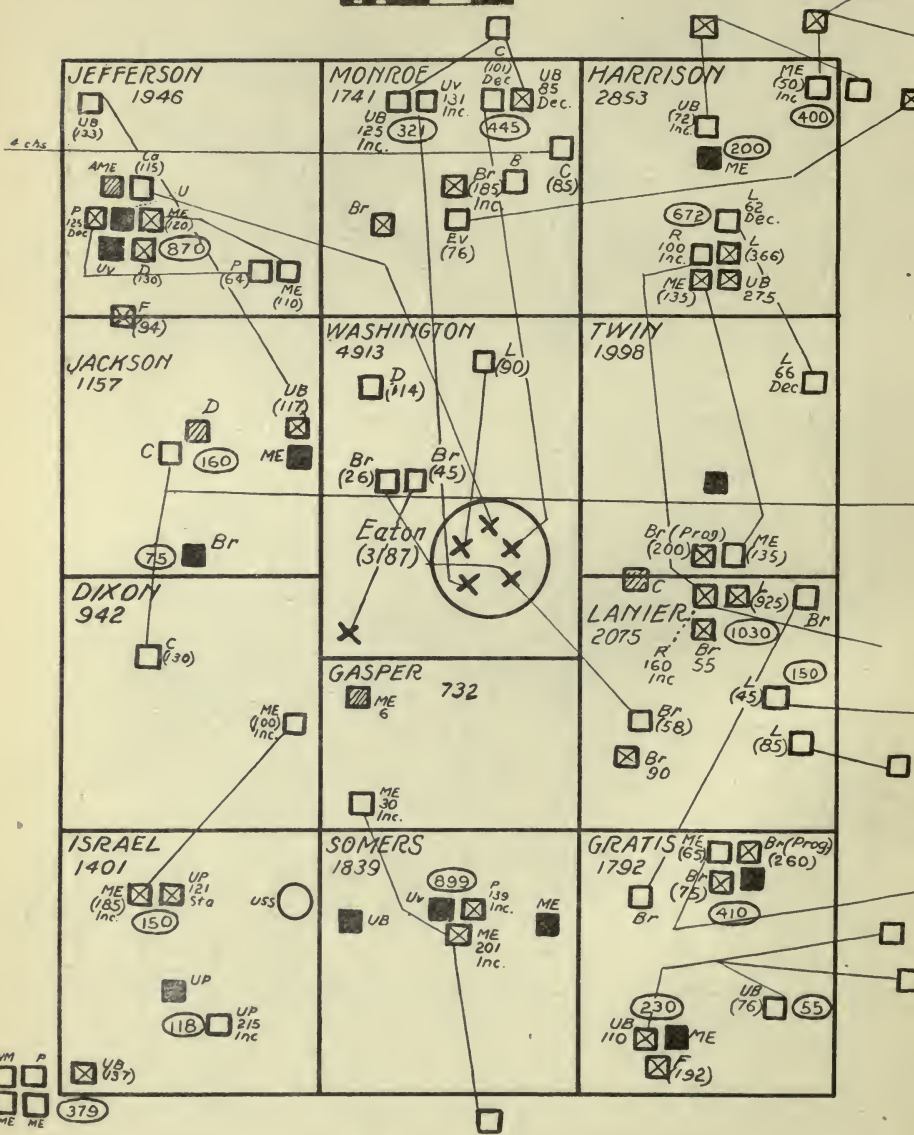 JEFFERSON
1946
UB
(133)
4 chs
Ca
(115)
AME
U
P
125
Dec
ME
(120)
870
Uv
D
(130)
P
(64)
ME
(110)
F
(94)
MONROE
1741
C
(101)
Dec
UB
125
Inc.
Uv
131
Inc.
321
445
UB
85
Dec.
C
(85)
Br
(185)
Inc
B
Br
Ev
(76)
HARRISON
2853
ME
(50)
Inc
400
UB
(72)
Inc.
200
ME
672
L
62
Dec.
R
100
Inc.
L
(366)
ME
(135)
UB
275
JACKSON
1157
UB
(117)
D
C
160
ME
75
Br
WASHINGTON
4913
L
(90)
D
(114)
Br
(26)
Br
(45)
Eaton
(3187)
TWIN
1998
L
66
Dec.
Br (Prog)
(200)
ME
(135)
DIXON
942
C
(130)
ME
(100)
Inc.
GASPER
732
ME
6
ME
30
Inc.
LANIER
2075
C
L
(925)
Br
1030
R
160
Inc
Br
55
150
L
(45)
Br
(58)
L
(85)
Br
90
ISRAEL
1401
ME
(185)
Inc.
UP
121
Sta
150
USS
UP
118
UP
215
Inc
UB
(137)
VM
P
ME
ME
379
SOMERS
1839
899
Uv
P
139
Inc.
UB
ME
201
Inc.
ME
GRATIS
1792
ME
(65)
Br (Prog)
(260)
Br
(75)
410
Br
230
UB
(76)
55
UB
110
ME
F
(192)